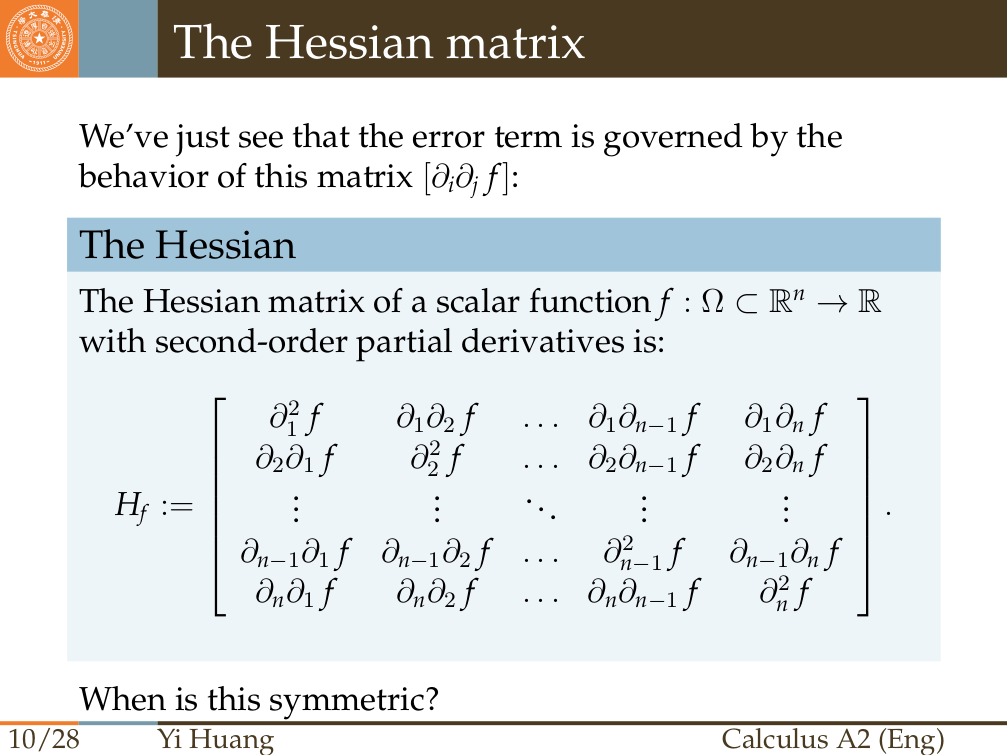 The Hessian matrix
We’ve just see that the error term is governed by the
behavior of this matrix [∂ᵢ∂ⱼ f]:
The Hessian
The Hessian matrix of a scalar function f : Ω ⊂ ℝⁿ → ℝ
with second-order partial derivatives is:
∂₁² f ∂₁∂₂ f … ∂₁∂ₙ₋₁ f ∂₁∂ₙ f
∂₂∂₁ f ∂₂² f … ∂₂∂ₙ₋₁ f ∂₂∂ₙ f
H_f := ⋮ ⋮ ⋱ ⋮ ⋮ .
∂ₙ₋₁∂₁ f ∂ₙ₋₁∂₂ f … ∂ₙ₋₁² f ∂ₙ₋₁∂ₙ f
∂ₙ∂₁ f ∂ₙ∂₂ f … ∂ₙ∂ₙ₋₁ f ∂ₙ² f
When is this symmetric?
10/28 Yi Huang Calculus A2 (Eng)